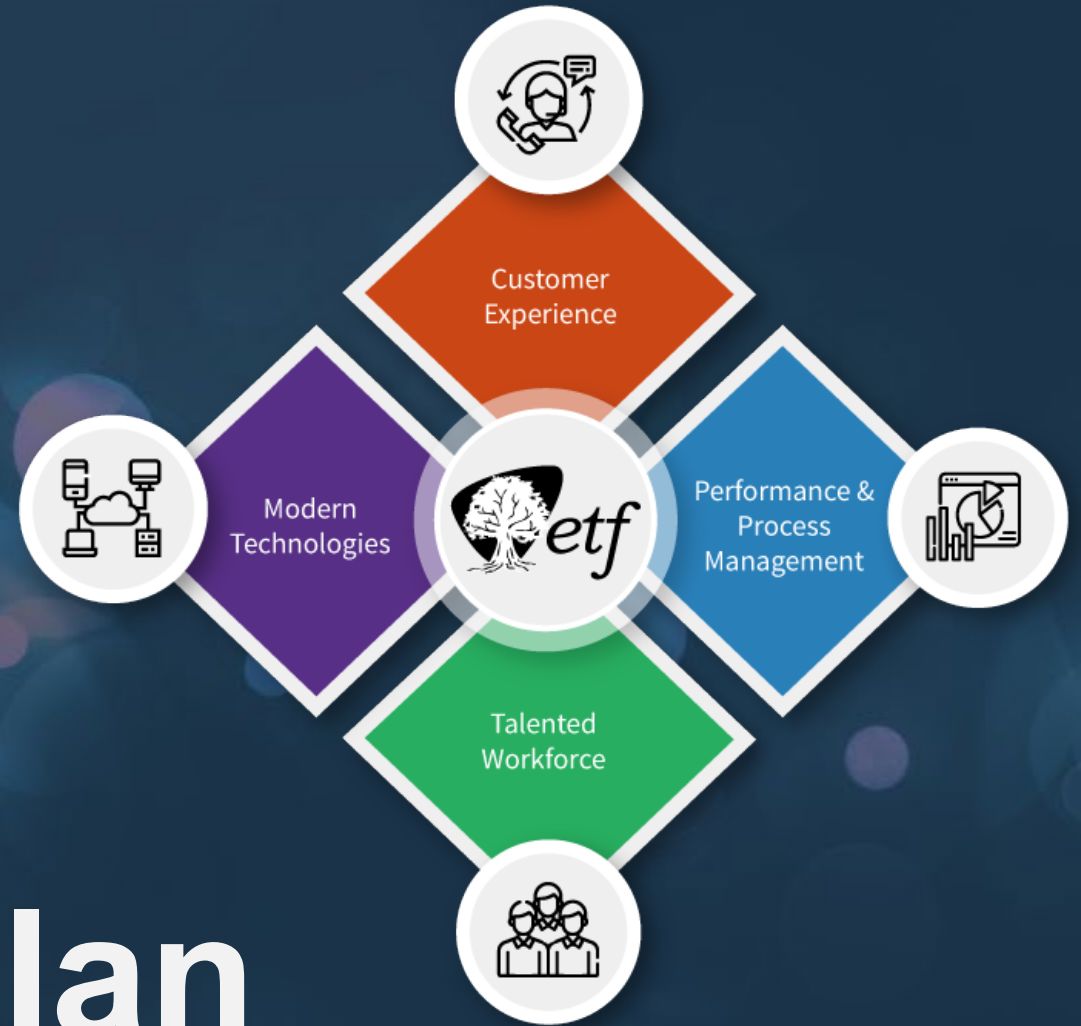 Customer
Experience
Modern
Technologies
etf
Performance &
Process
Management
Talented
Workforce
lan